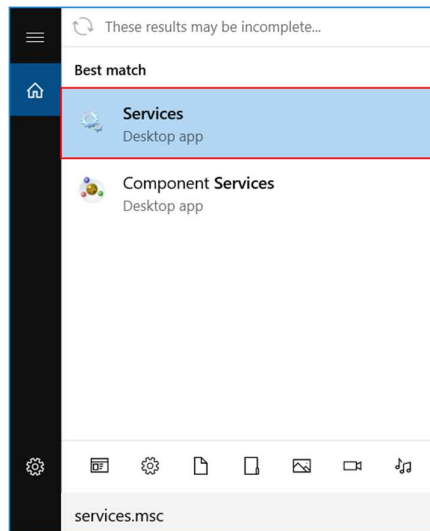 These results may be incomplete...
Best match
Services
Desktop app
Component Services
Desktop app
services.msc